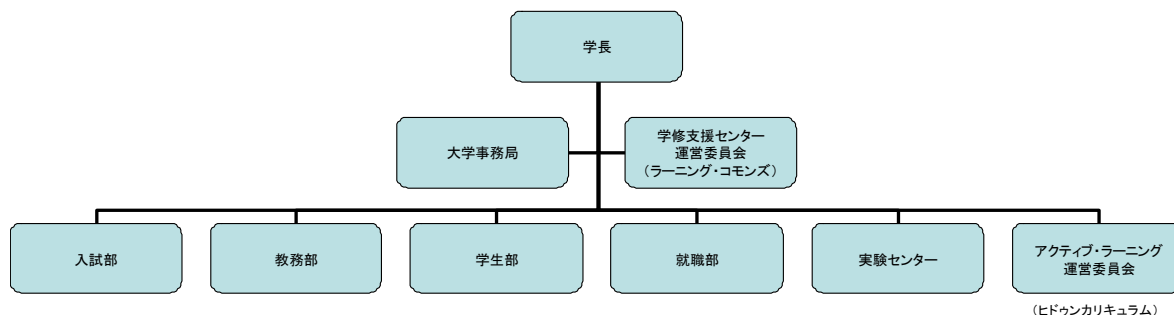 学長
大学事務局
学修支援センター
運営委員会
（ラーニング・コモンズ）
入試部
教務部
学生部
就職部
実験センター
アクティブ・ラーニング
運営委員会
（ヒドゥンカリキュラム）